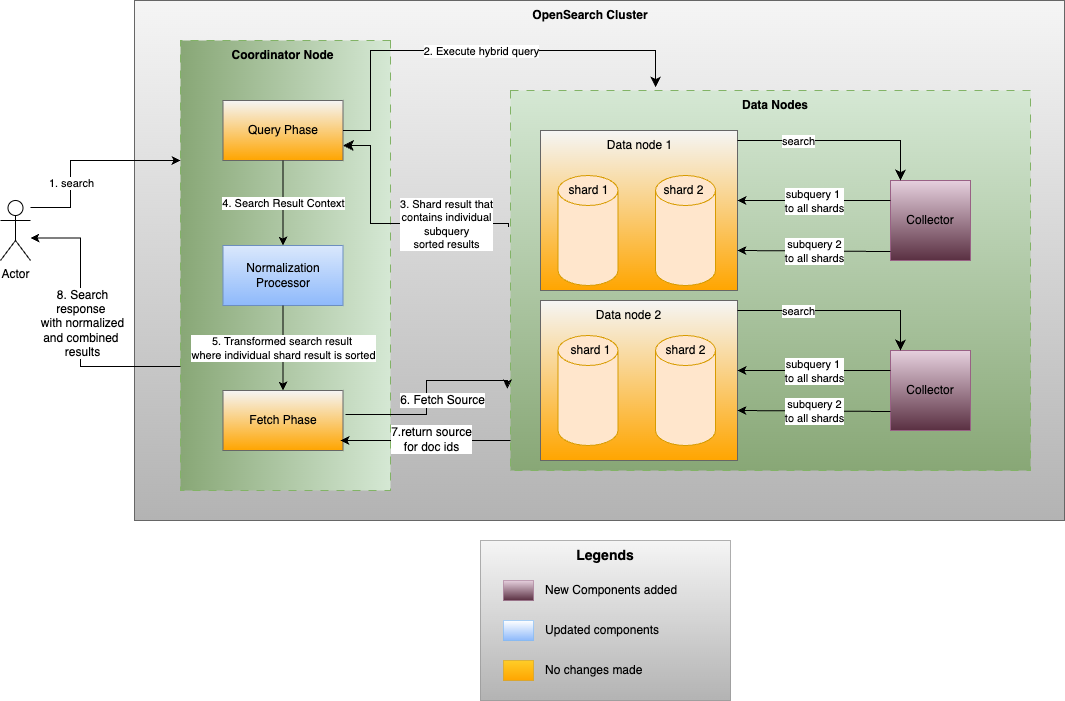 OpenSearch Cluster
Coordinator Node
2. Execute hybrid query
Data Nodes
Query Phase
Data node 1
search
shard 1
shard 2
subquery 1
to all shards
Collector
subquery 2
to all shards
1. search
4. Search Result Context
3. Shard result that
contains individual
subquery
sorted results
Actor
Normalization
Processor
8. Search
response
with normalized
and combined
results
Data node 2
search
shard 1
shard 2
subquery 1
to all shards
Collector
subquery 2
to all shards
5. Transformed search result
where individual shard result is sorted
6. Fetch Source
Fetch Phase
7.return source
for doc ids
Legends
New Components added
Updated components
No changes made